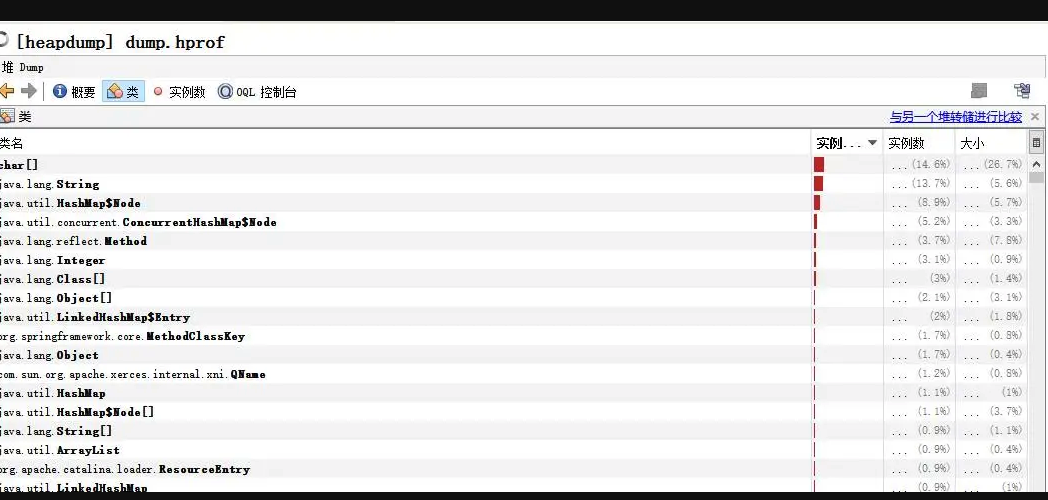 [heapdump] dump.hprof
堆 Dump
概要 类 实例数 OQL 控制台
类 与另一个堆转储进行比较
类名 实例... 实例数 大小
char[] ... (14.6%) ... (26.7%)
java.lang.String ... (13.7%) ... (5.6%)
java.util.HashMap$Node ... (8.9%) ... (5.7%)
java.util.concurrent.ConcurrentHashMap$Node ... (5.2%) ... (3.3%)
java.lang.reflect.Method ... (3.7%) ... (7.8%)
java.lang.Integer ... (3.1%) ... (0.9%)
java.lang.Class[] ... (3%) ... (1.4%)
java.lang.Object[] ... (2.1%) ... (3.1%)
java.util.LinkedHashMap$Entry ... (2%) ... (1.8%)
org.springframework.core.MethodClassKey ... (1.7%) ... (0.8%)
java.lang.Object ... (1.7%) ... (0.4%)
com.sun.org.apache.xerces.internal.xni.QName ... (1.2%) ... (0.8%)
java.util.HashMap ... (1.1%) ... (1%)
java.util.HashMap$Node[] ... (1.1%) ... (3.7%)
java.lang.String[] ... (0.9%) ... (1.1%)
java.util.ArrayList ... (0.9%) ... (0.4%)
org.apache.catalina.loader.ResourceEntry ... (0.9%) ... (0.4%)
java.util.LinkedHashMap ... (0.9%) ... (1%)